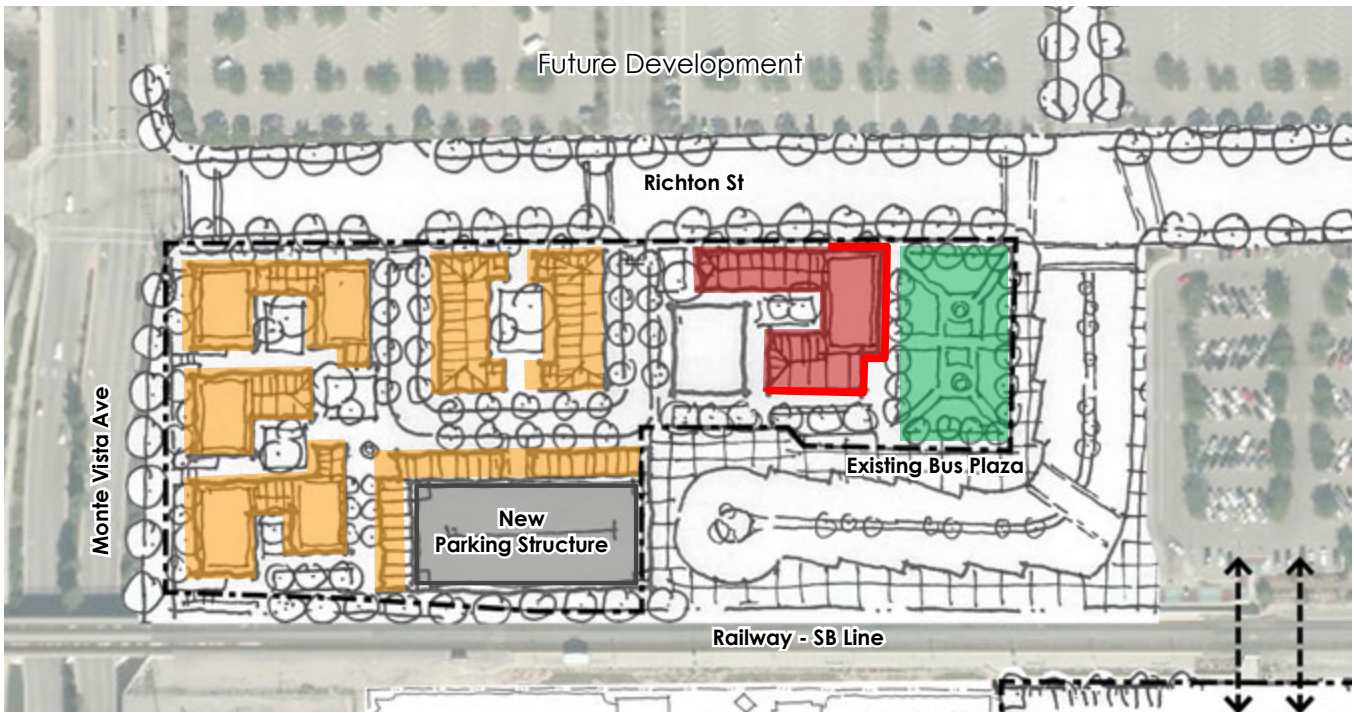 Future Development
Richton St
Monte Vista Ave
Existing Bus Plaza
New
Parking Structure
Railway - SB Line